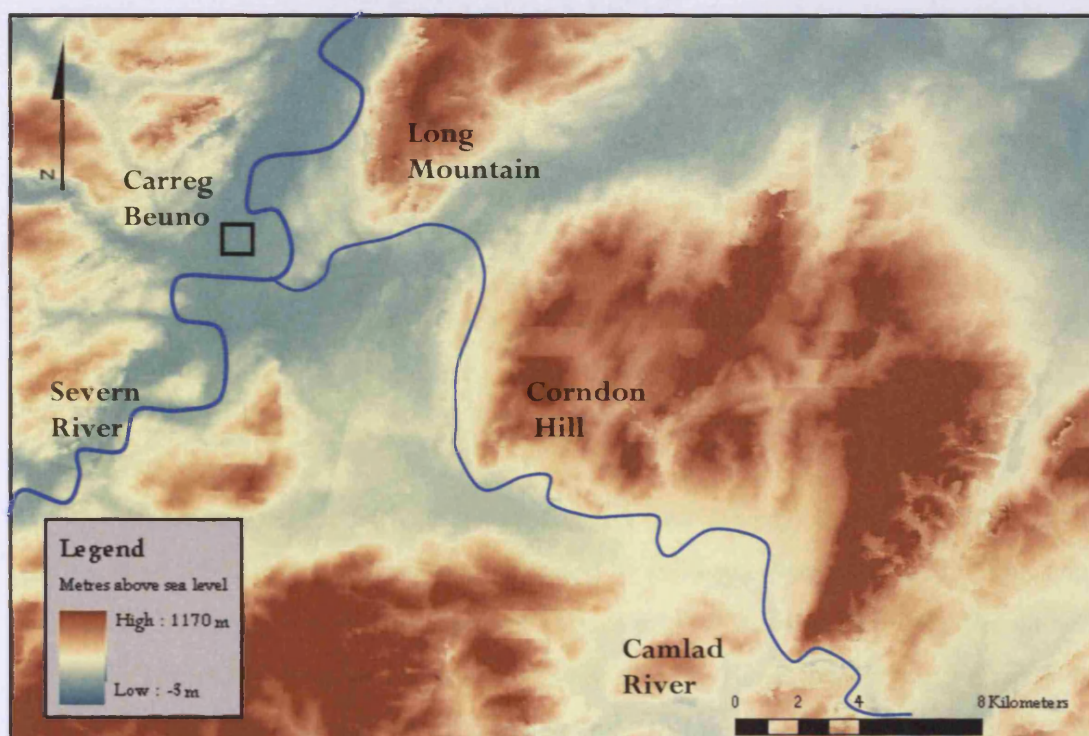 Long
Mountain
Carreg
Beuno
N
Corndon
Hill
Severn
River
Legend
Metres above sea level
High : 1170 m
Low : -5 m
Camlad
River
0 2 4 8 Kilometers